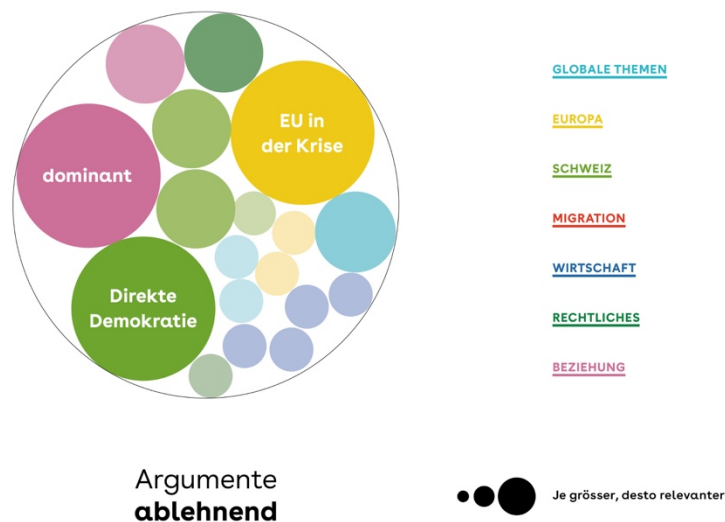 EU in
der Krise
dominant
Direkte
Demokratie
Argumente
ablehnend
GLOBALE THEMEN
EUROPA
SCHWEIZ
MIGRATION
WIRTSCHAFT
RECHTLICHES
BEZIEHUNG
Je grösser, desto relevanter